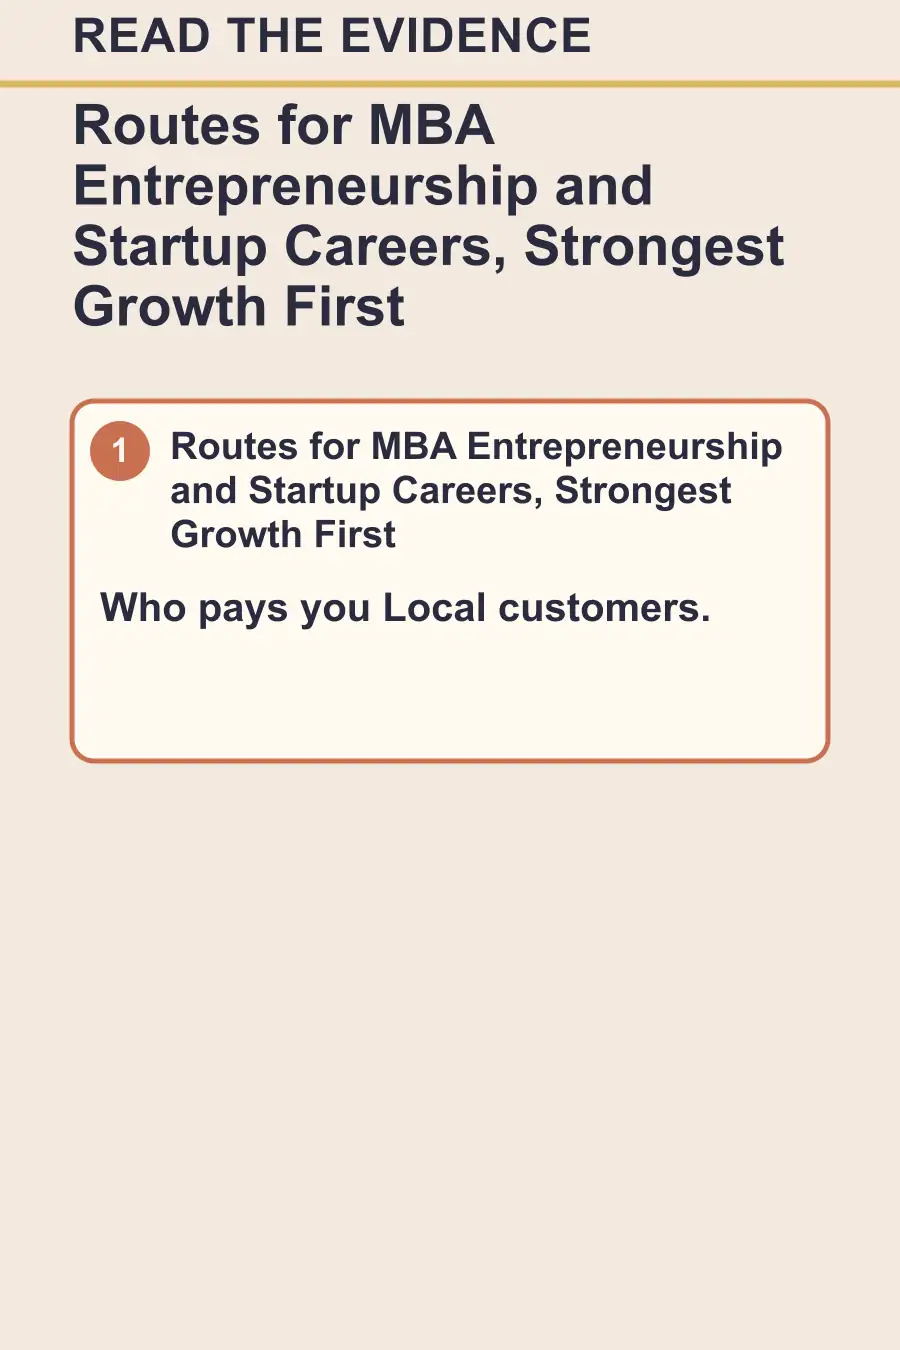 READ THE EVIDENCE
Routes for MBA
Entrepreneurship and
Startup Careers, Strongest
Growth First
1
Routes for MBA Entrepreneurship
and Startup Careers, Strongest
Growth First
Who pays you Local customers.